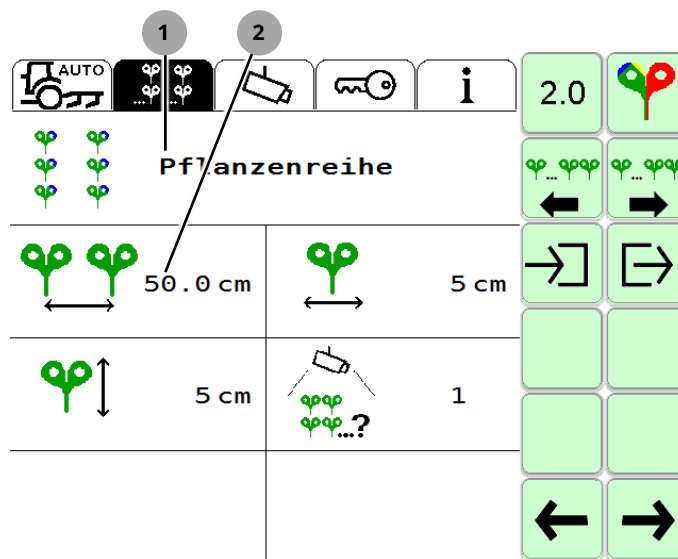 1 2
AUTO
i
2.0
Pflanzenreihe
...
...
50.0 cm
5 cm
5 cm
...?
1